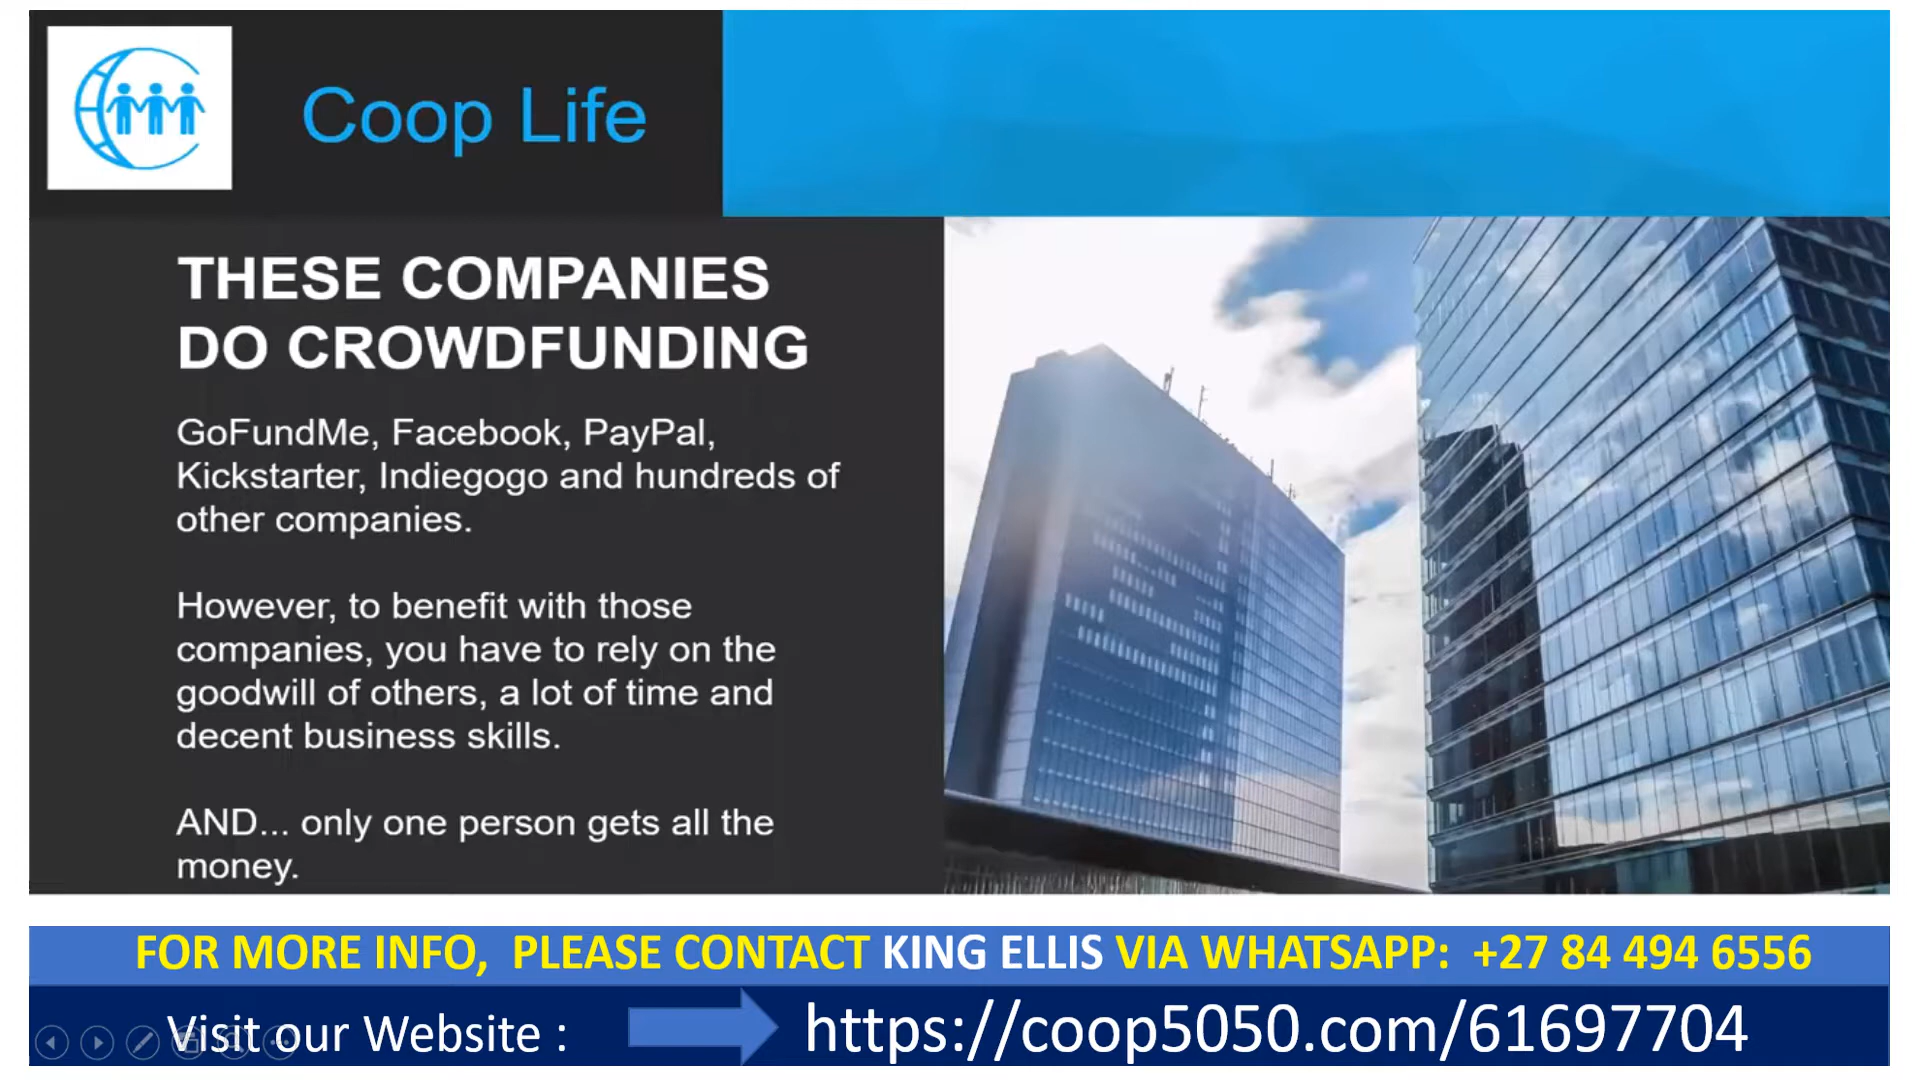 Coop Life
THESE COMPANIES
DO CROWDFUNDING
GoFundMe, Facebook, PayPal,
Kickstarter, Indiegogo and hundreds of
other companies.
However, to benefit with those
companies, you have to rely on the
goodwill of others, a lot of time and
decent business skills.
AND... only one person gets all the
money.
FOR MORE INFO, PLEASE CONTACT KING ELLIS VIA WHATSAPP: +27 84 494 6556
Visit our Website : https://coop5050.com/61697704